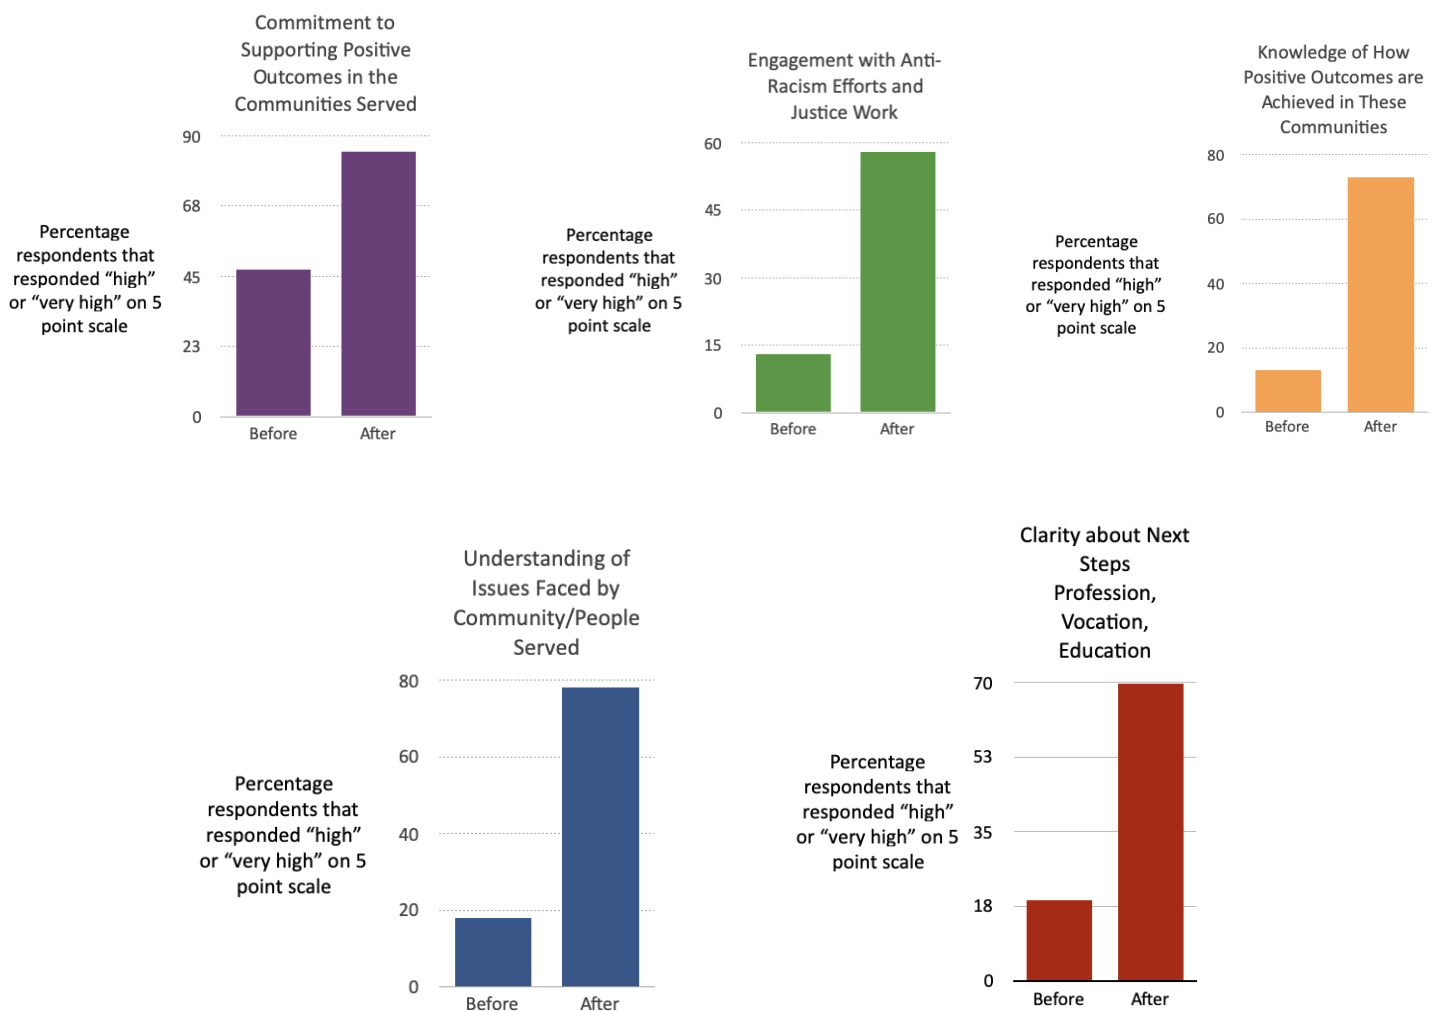 Commitment to
Supporting Positive
Outcomes in the
Communities Served
90
68
45
23
0
Percentage
respondents that
responded “high”
or “very high” on 5
point scale
Before
After
Engagement with Anti-
Racism Efforts and
Justice Work
60
45
30
15
0
Percentage
respondents that
responded “high”
or “very high” on 5
point scale
Before
After
Knowledge of How
Positive Outcomes are
Achieved in These
Communities
80
60
40
20
0
Percentage
respondents that
responded “high”
or “very high” on 5
point scale
Before
After
Understanding of
Issues Faced by
Community/People
Served
80
60
40
20
0
Percentage
respondents that
responded “high”
or “very high” on 5
point scale
Before
After
Clarity about Next
Steps
Profession,
Vocation,
Education
70
53
35
18
0
Percentage
respondents that
responded “high”
or “very high” on 5
point scale
Before
After